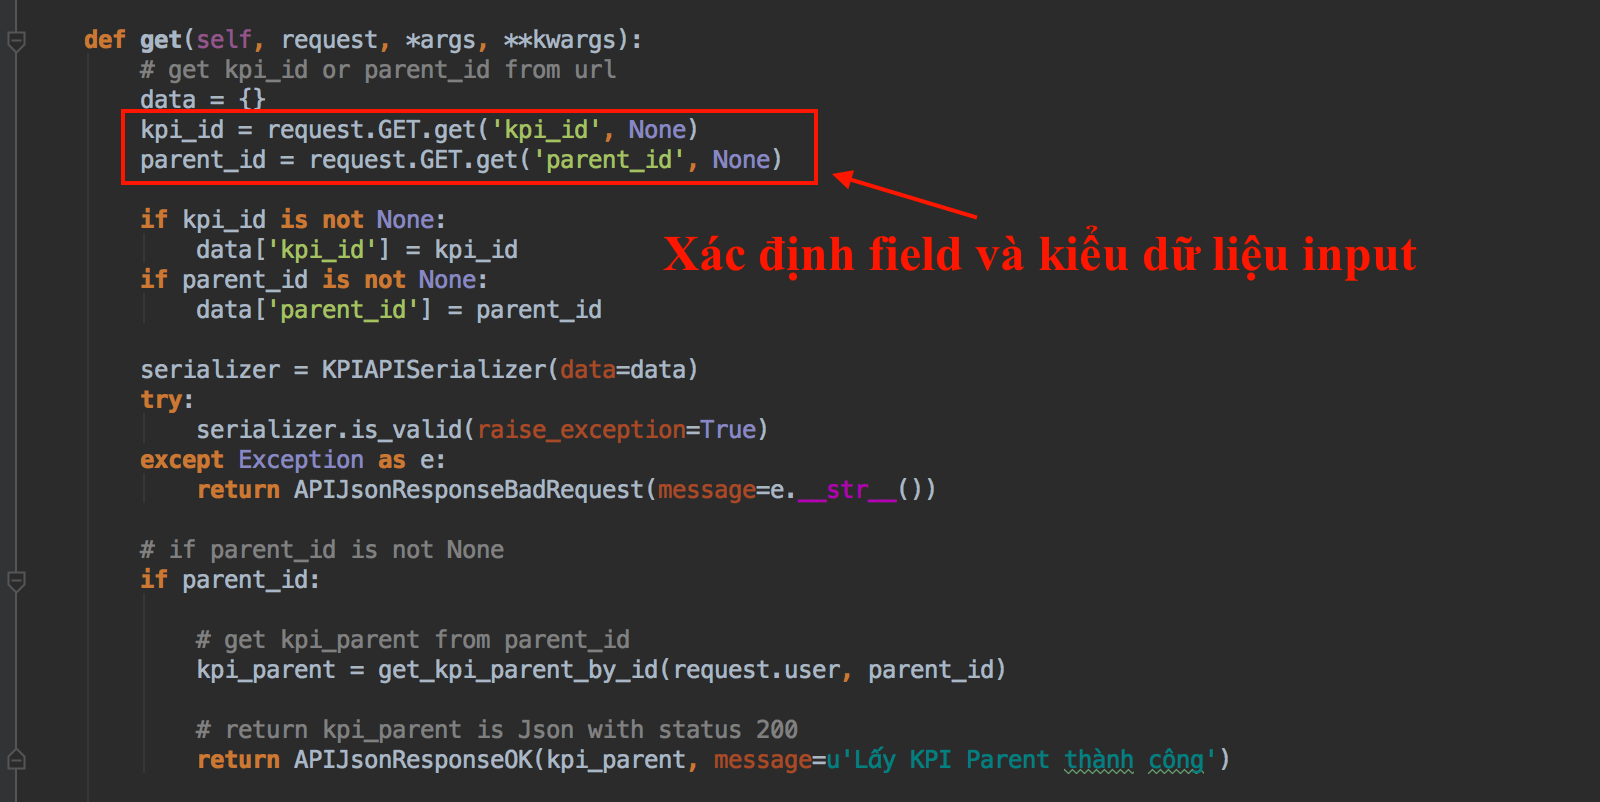 def get(self, request, *args, **kwargs):
# get kpi_id or parent_id from url
data = {}
kpi_id = request.GET.get('kpi_id', None)
parent_id = request.GET.get('parent_id', None)
if kpi_id is not None:
Xác định field và kiểu dữ liệu input
data['kpi_id'] = kpi_id
if parent_id is not None:
data['parent_id'] = parent_id
serializer = KPIAPISerializer(data=data)
try:
serializer.is_valid(raise_exception=True)
except Exception as e:
return APIJsonResponseBadRequest(message=e.__str__())
# if parent_id is not None
if parent_id:
# get kpi_parent from parent_id
kpi_parent = get_kpi_parent_by_id(request.user, parent_id)
# return kpi_parent is Json with status 200
return APIJsonResponseOK(kpi_parent, message=u'Lấy KPI Parent thành công')